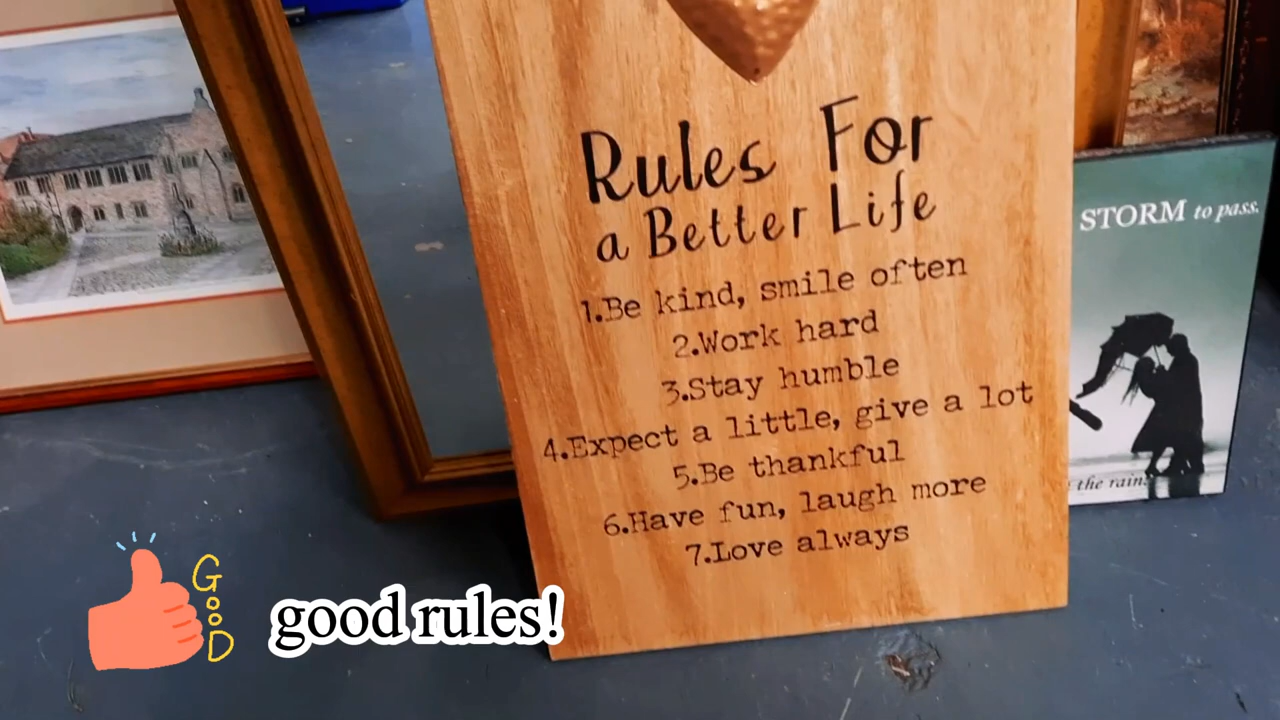 Rules For
a Better Life
1.Be kind, smile often
2.Work hard
3.Stay humble
4.Expect a little, give a lot
5.Be thankful
6.Have fun, laugh more
7.Love always
STORM to pass.
the rain.
GOOD
good rules!